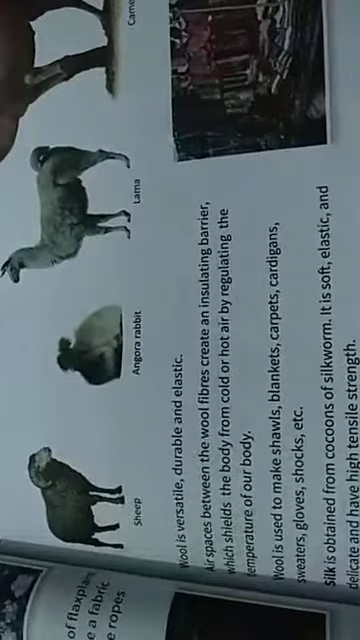 Came
Lama
Angora rabbit
Sheep
Wool is versatile, durable and elastic.
Air spaces between the wool fibres create an insulating barrier,
which shields the body from cold or hot air by regulating the
temperature of our body.
Wool is used to make shawls, blankets, carpets, cardigans,
sweaters, gloves, shocks, etc.
Silk is obtained from cocoons of silkworm. It is soft, elastic, and
delicate and have high tensile strength.
of flax plan
e a fabric
e ropes